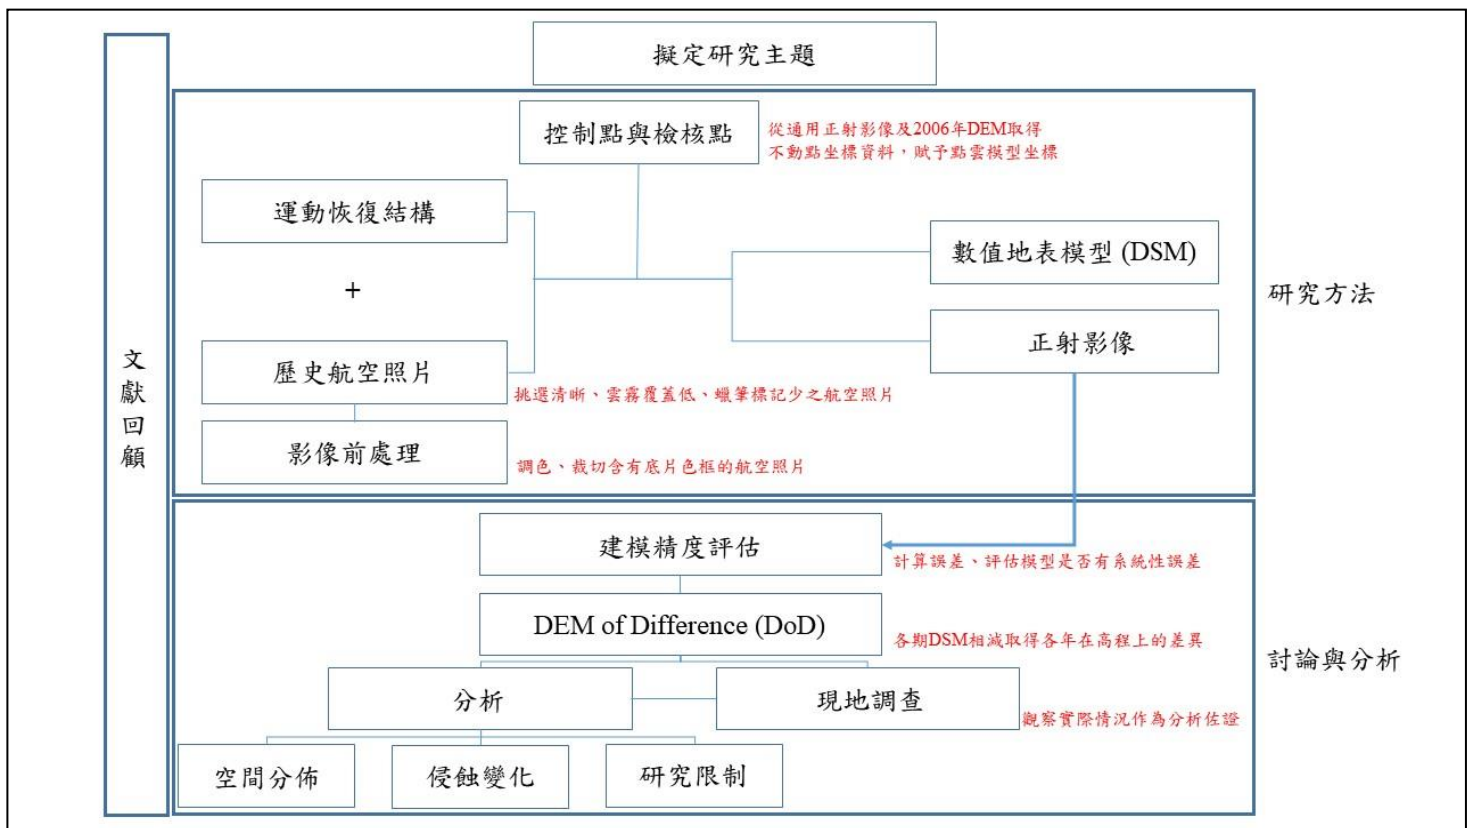 擬定研究主題
文獻回顧
控制點與檢核點
從通用正射影像及2006年DEM取得
不動點坐標資料，賦予點雲模型坐標
運動恢復結構
+
歷史航空照片
挑選清晰、雲霧覆蓋低、蠟筆標記少之航空照片
影像前處理
調色、裁切含有底片色框的航空照片
數值地表模型 (DSM)
正射影像
研究方法
建模精度評估
計算誤差、評估模型是否有系統性誤差
DEM of Difference (DoD)
各期DSM相減取得各年在高程上的差異
分析
現地調查
觀察實際情況作為分析佐證
空間分佈
侵蝕變化
研究限制
討論與分析